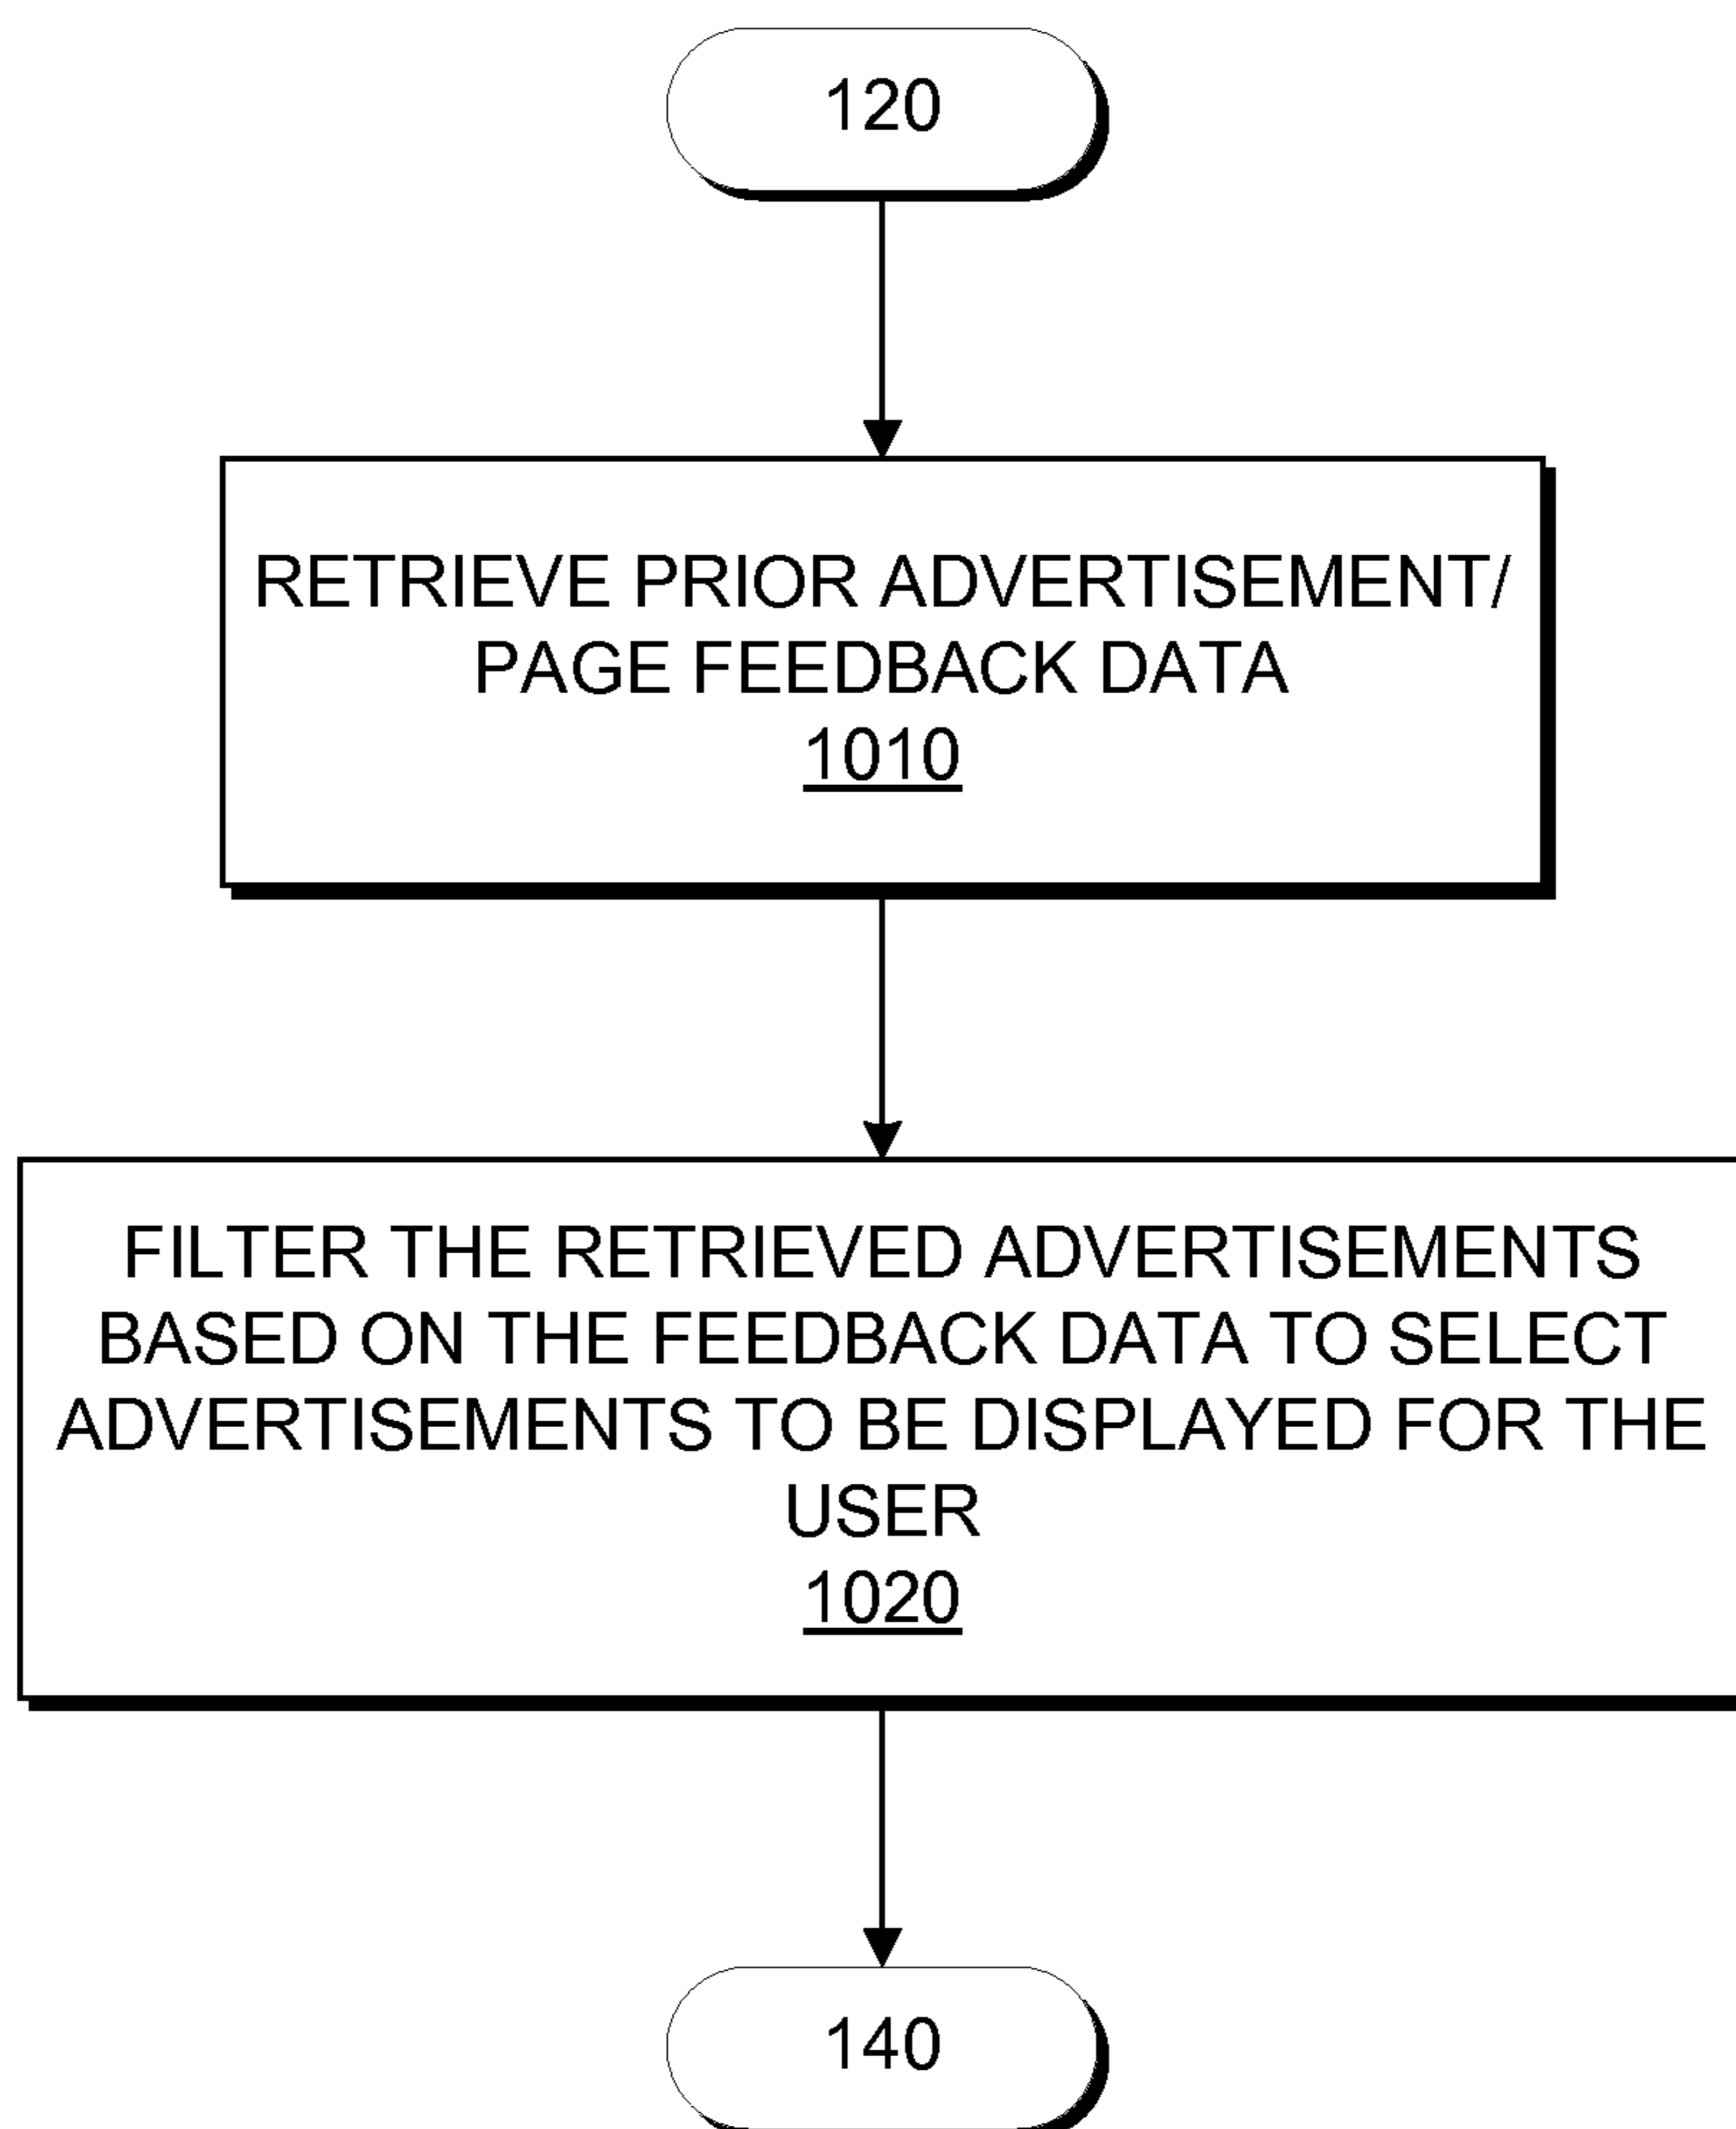 120
RETRIEVE PRIOR ADVERTISEMENT/
PAGE FEEDBACK DATA
1010
FILTER THE RETRIEVED ADVERTISEMENTS
BASED ON THE FEEDBACK DATA TO SELECT
ADVERTISEMENTS TO BE DISPLAYED FOR THE
USER
1020
140